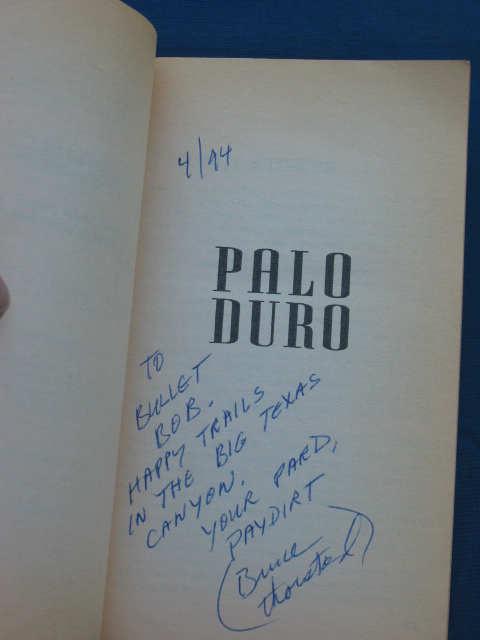 4/94
PALO
DURO
TO
BULLET
BOB.
HAPPY TRAILS
IN THE BIG TEXAS
CANYON.
YOUR PARD,
PAYDIRT
(Bruce
Thorstad)